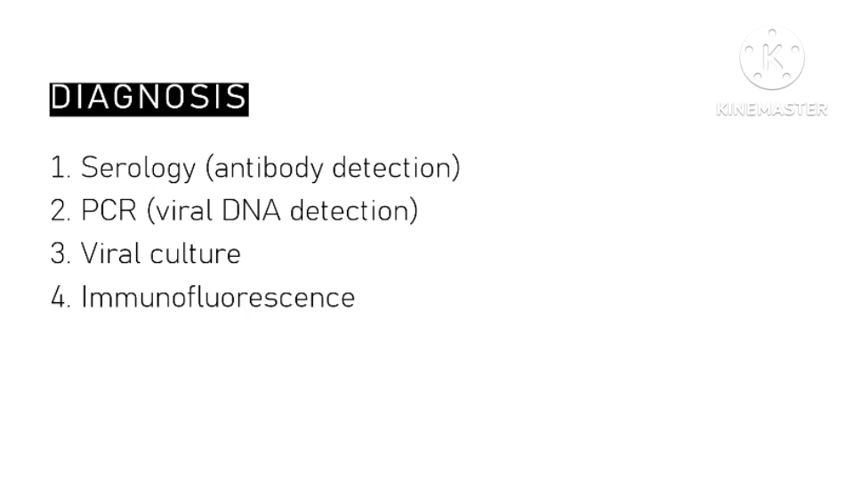 DIAGNOSIS
KINEMASTER
1. Serology (antibody detection)
2. PCR (viral DNA detection)
3. Viral culture
4. Immunofluorescence